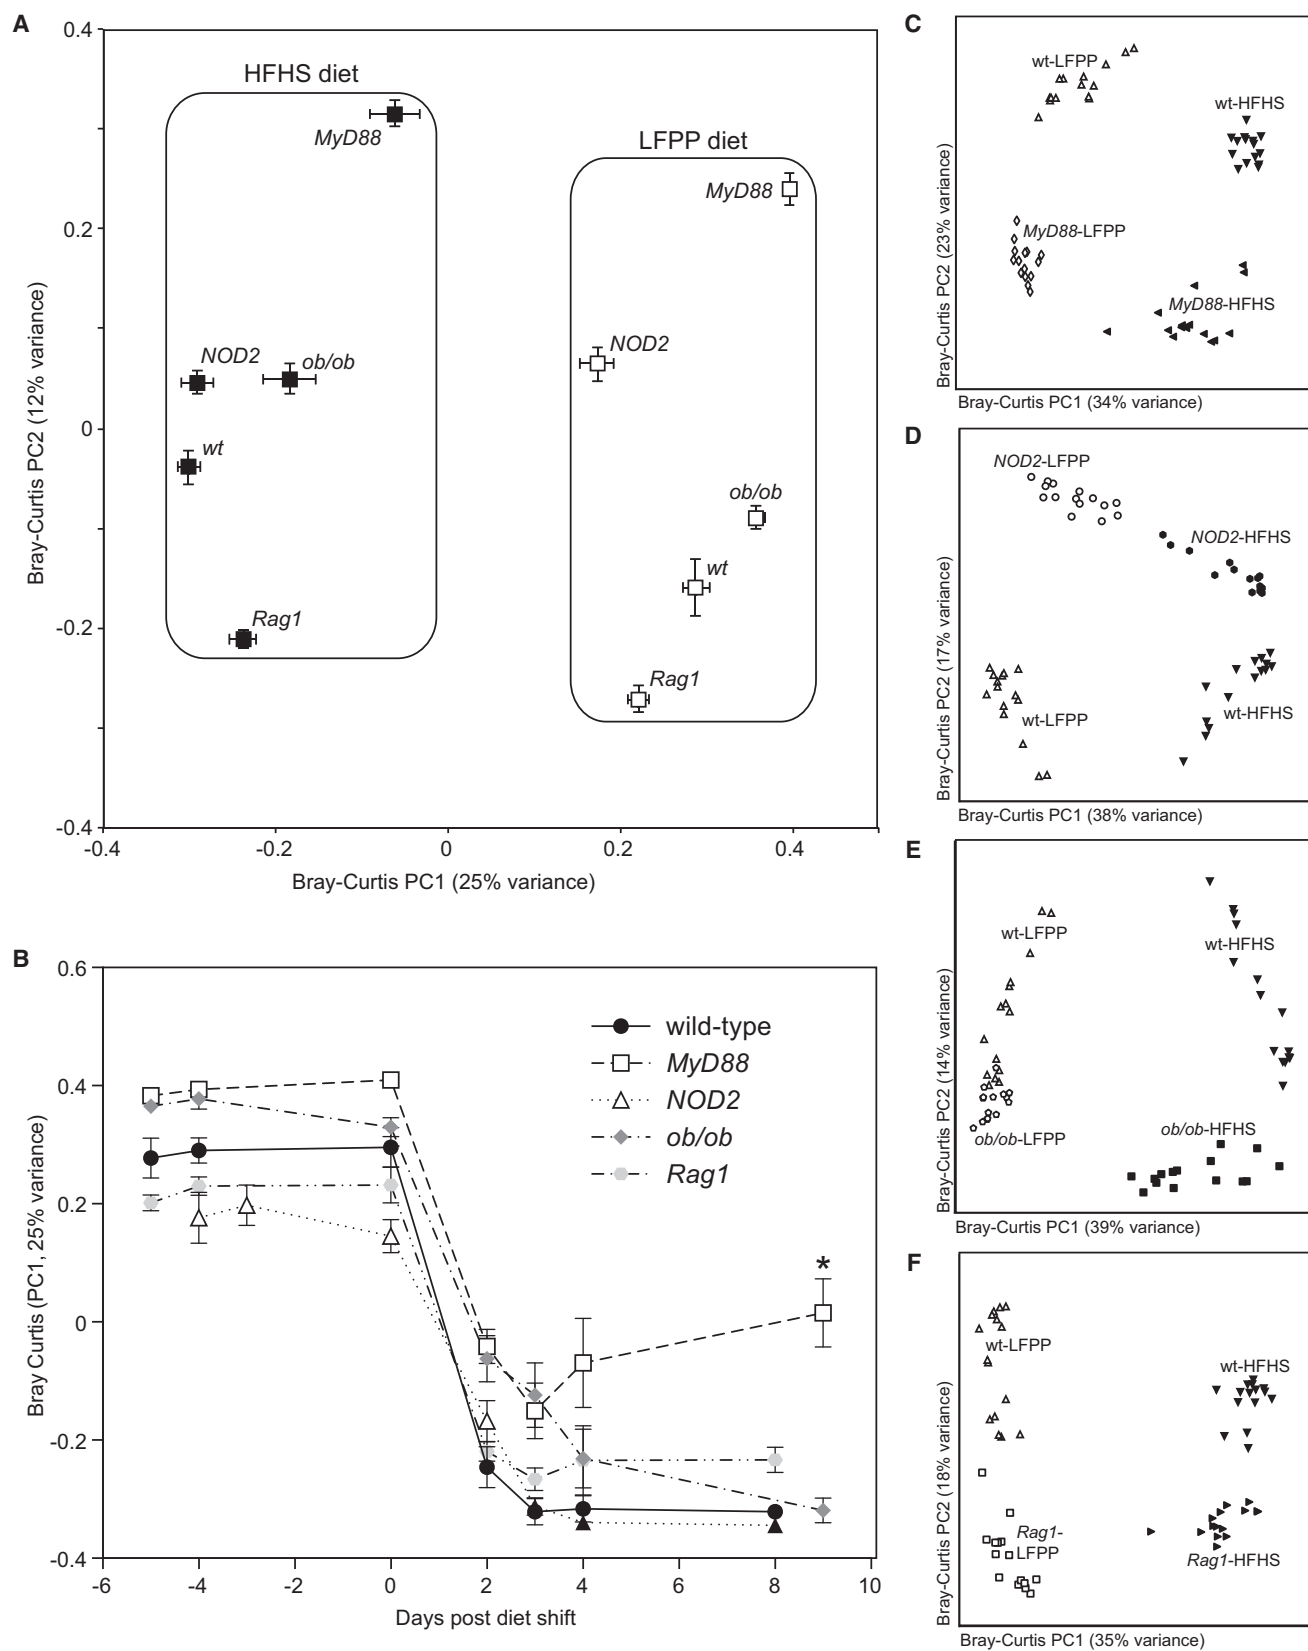 A
0.4
0.2
0
-0.2
-0.4
Bray-Curtis PC2 (12% variance)
HFHS diet
MyD88
NOD2
ob/ob
wt
Rag1
LFPP diet
MyD88
NOD2
ob/ob
wt
Rag1
-0.4
-0.2
0
0.2
0.4
Bray-Curtis PC1 (25% variance)
B
0.6
0.4
0.2
0
-0.2
-0.4
Bray Curtis (PC1, 25% variance)
wild-type
MyD88
NOD2
ob/ob
Rag1
*
-6
-4
-2
0
2
4
6
8
10
Days post diet shift
C
wt-LFPP
wt-HFHS
MyD88-LFPP
MyD88-HFHS
Bray-Curtis PC2 (23% variance)
Bray-Curtis PC1 (34% variance)
D
NOD2-LFPP
NOD2-HFHS
wt-LFPP
wt-HFHS
Bray-Curtis PC2 (17% variance)
Bray-Curtis PC1 (38% variance)
E
wt-LFPP
wt-HFHS
ob/ob-HFHS
ob/ob-LFPP
Bray-Curtis PC2 (14% variance)
Bray-Curtis PC1 (39% variance)
F
wt-LFPP
wt-HFHS
Rag1-
LFPP
Rag1-HFHS
Bray-Curtis PC2 (18% variance)
Bray-Curtis PC1 (35% variance)